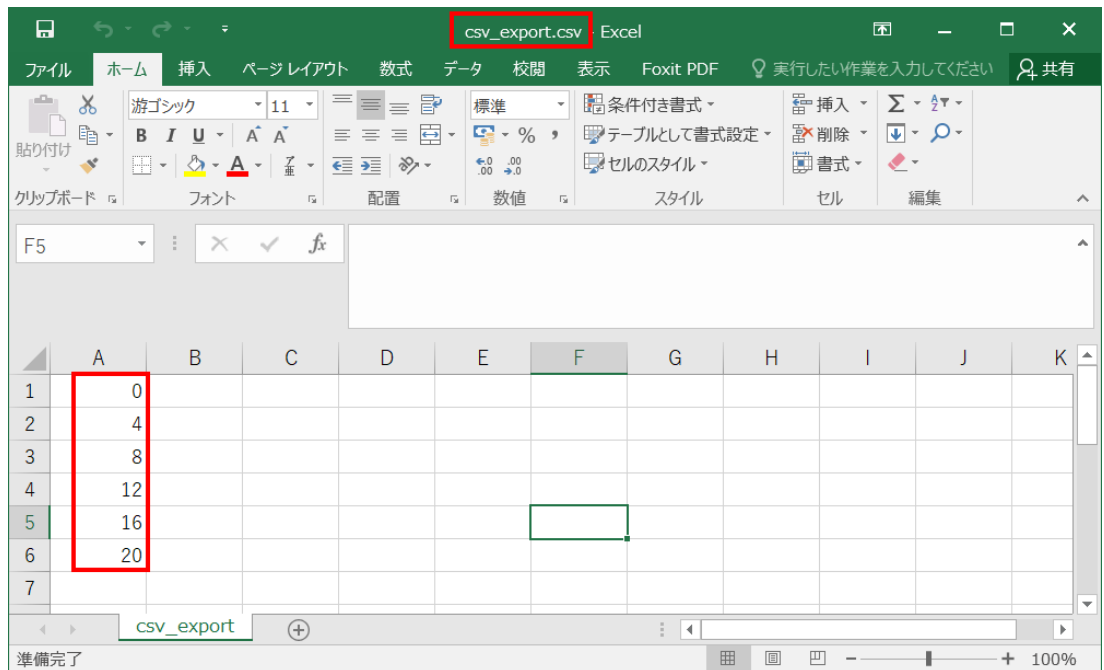 csv_export.csv - Excel
ファイル ホーム 挿入 ページ レイアウト 数式 データ 校閲 表示 Foxit PDF 実行したい作業を入力してください 共有
貼り付け
游ゴシック 11
B I U A A
A 亜
標準
% ,
.0 .00
.00 .0
条件付き書式
テーブルとして書式設定
セルのスタイル
挿入
削除
書式
Σ A Z
クリップボード フォント 配置 数値 スタイル セル 編集
F5 fx
A B C D E F G H I J K
1 0
2 4
3 8
4 12
5 16
6 20
7
csv_export
準備完了 100%